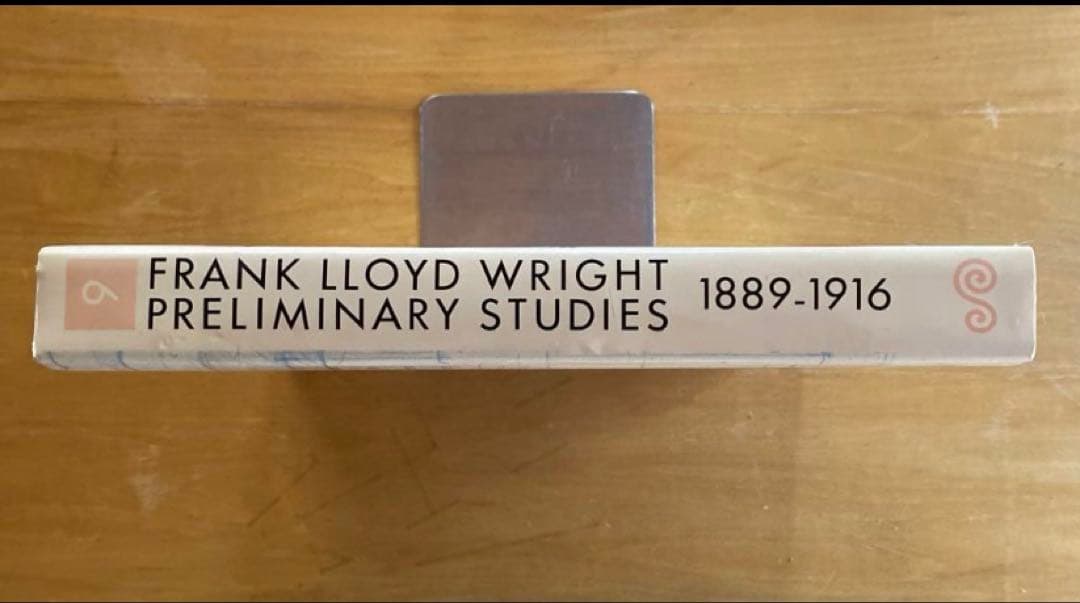 9
FRANK LLOYD WRIGHT
PRELIMINARY STUDIES
1889-1916